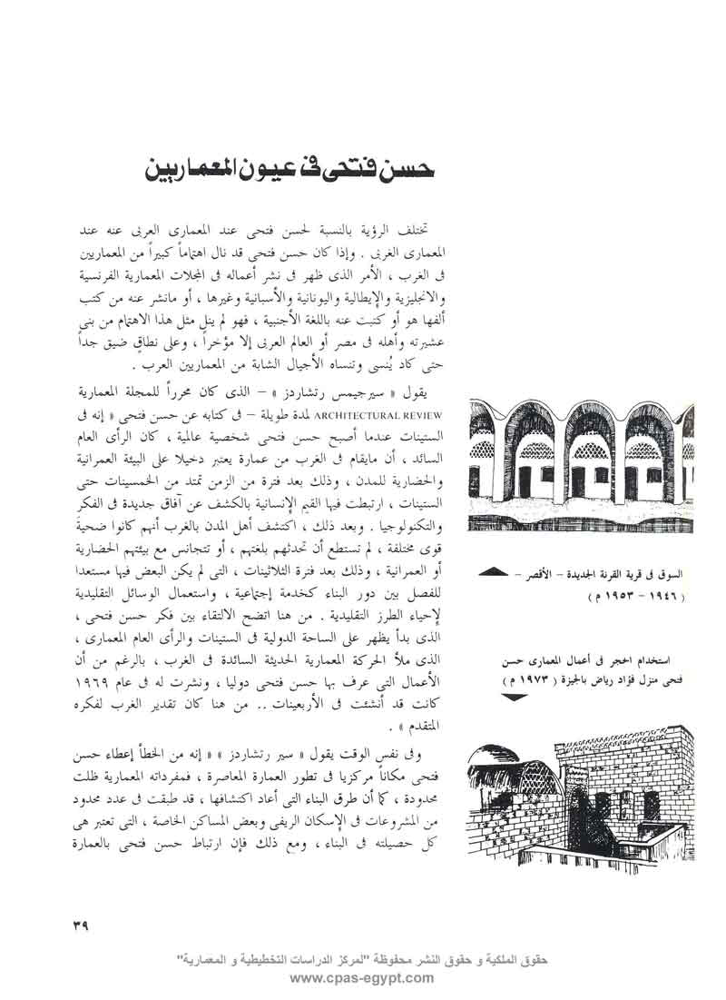 حسن فتحى فى عيون المعماريين
تختلف الرؤية بالنسبة لحسن فتحى عند المعمارى العربى عنه عند
المعمارى الغربى . وإذا كان حسن فتحى قد نال اهتماماً كبيراً من المعماريين
فى الغرب ، الأمر الذى ظهر فى نشر أعماله فى المجلات المعمارية الفرنسية
والانجليزية والإيطالية واليونانية والأسبانية وغيرها ، أو مانشر عنه من كتب
ألفها هو أو كتبت عنه باللغة الأجنبية ، فهو لم ينل مثل هذا الاهتمام من بنى
عشيرته وأهله فى مصر أو العالم العربى إلا مؤخراً ، وعلى نطاقٍ ضيق جداً
حتى كاد يُنسى وتنساه الأجيال الشابة من المعماريين العرب .
يقول « سيرجيمس رتشاردز » – الذى كان محرراً للمجلة المعمارية
ARCHITECTURAL REVIEW لمدة طويلة – فى كتابه عن حسن فتحى « إنه فى
الستينات عندما أصبح حسن فتحى شخصية عالمية ، كان الرأى العام
السائد ، أن مايقام فى الغرب من عمارة يعتبر دخيلا على البيئة العمرانية
والحضارية للمدن ، وذلك بعد فترة من الزمن تمتد من الخمسينات حتى
الستينات ، ارتبطت فيها القيم الإنسانية بالكشف عن آفاق جديدة فى الفكر
والتكنولوجيا . وبعد ذلك ، اكتشف أهل المدن بالغرب أنهم كانوا ضحية
قوى مختلفة ، لم تستطع أن تحدثهم بلغتهم ، أو تتجانس مع بيئتهم الحضارية
أو العمرانية ، وذلك بعد فترة الثلاثينات ، التى لم يكن البعض فيها مستعدا
للفصل بين دور البناء كخدمة إجتماعية ، واستعمال الوسائل التقليدية
لإحياء الطرز التقليدية . من هنا اتضح الالتقاء بين فكر حسن فتحى ،
الذى بدأ يظهر على الساحة الدولية فى الستينات والرأى العام المعمارى ،
الذى ملأ الحركة المعمارية الحديثة السائدة فى الغرب ، بالرغم من أن
الأعمال التى عرف بها حسن فتحى دوليا ، ونشرت له فى عام ١٩٦٩
كانت قد أنشئت فى الأربعينات .. من هنا كان تقدير الغرب لفكره
المتقدم » .
وفى نفس الوقت يقول « سير رتشاردز » « إنه من الخطأ إعطاء حسن
فتحى مكاناً مركزيا فى تطور العمارة المعاصرة ، فمفرداته المعمارية ظلت
محدودة ، كما أن طرق البناء التى أعاد اكتشافها ، قد طبقت فى عدد محدود
من المشروعات فى الإسكان الريفى وبعض المساكن الخاصة ، التى تعتبر هى
كل حصيلته فى البناء ، ومع ذلك فإن ارتباط حسن فتحى بالعمارة
السوق فى قرية القرنة الجديدة – الأقصر –
( ١٩٤٦ – ١٩٥٣ م )
استخدام الحجر فى أعمال المعمارى حسن
فتحى منزل فؤاد رياض بالجيزة ( ١٩٧٣ م )
٣٩
حقوق الملكية و حقوق النشر محفوظة "لمركز الدراسات التخطيطية و المعمارية"
www.cpas-egypt.com